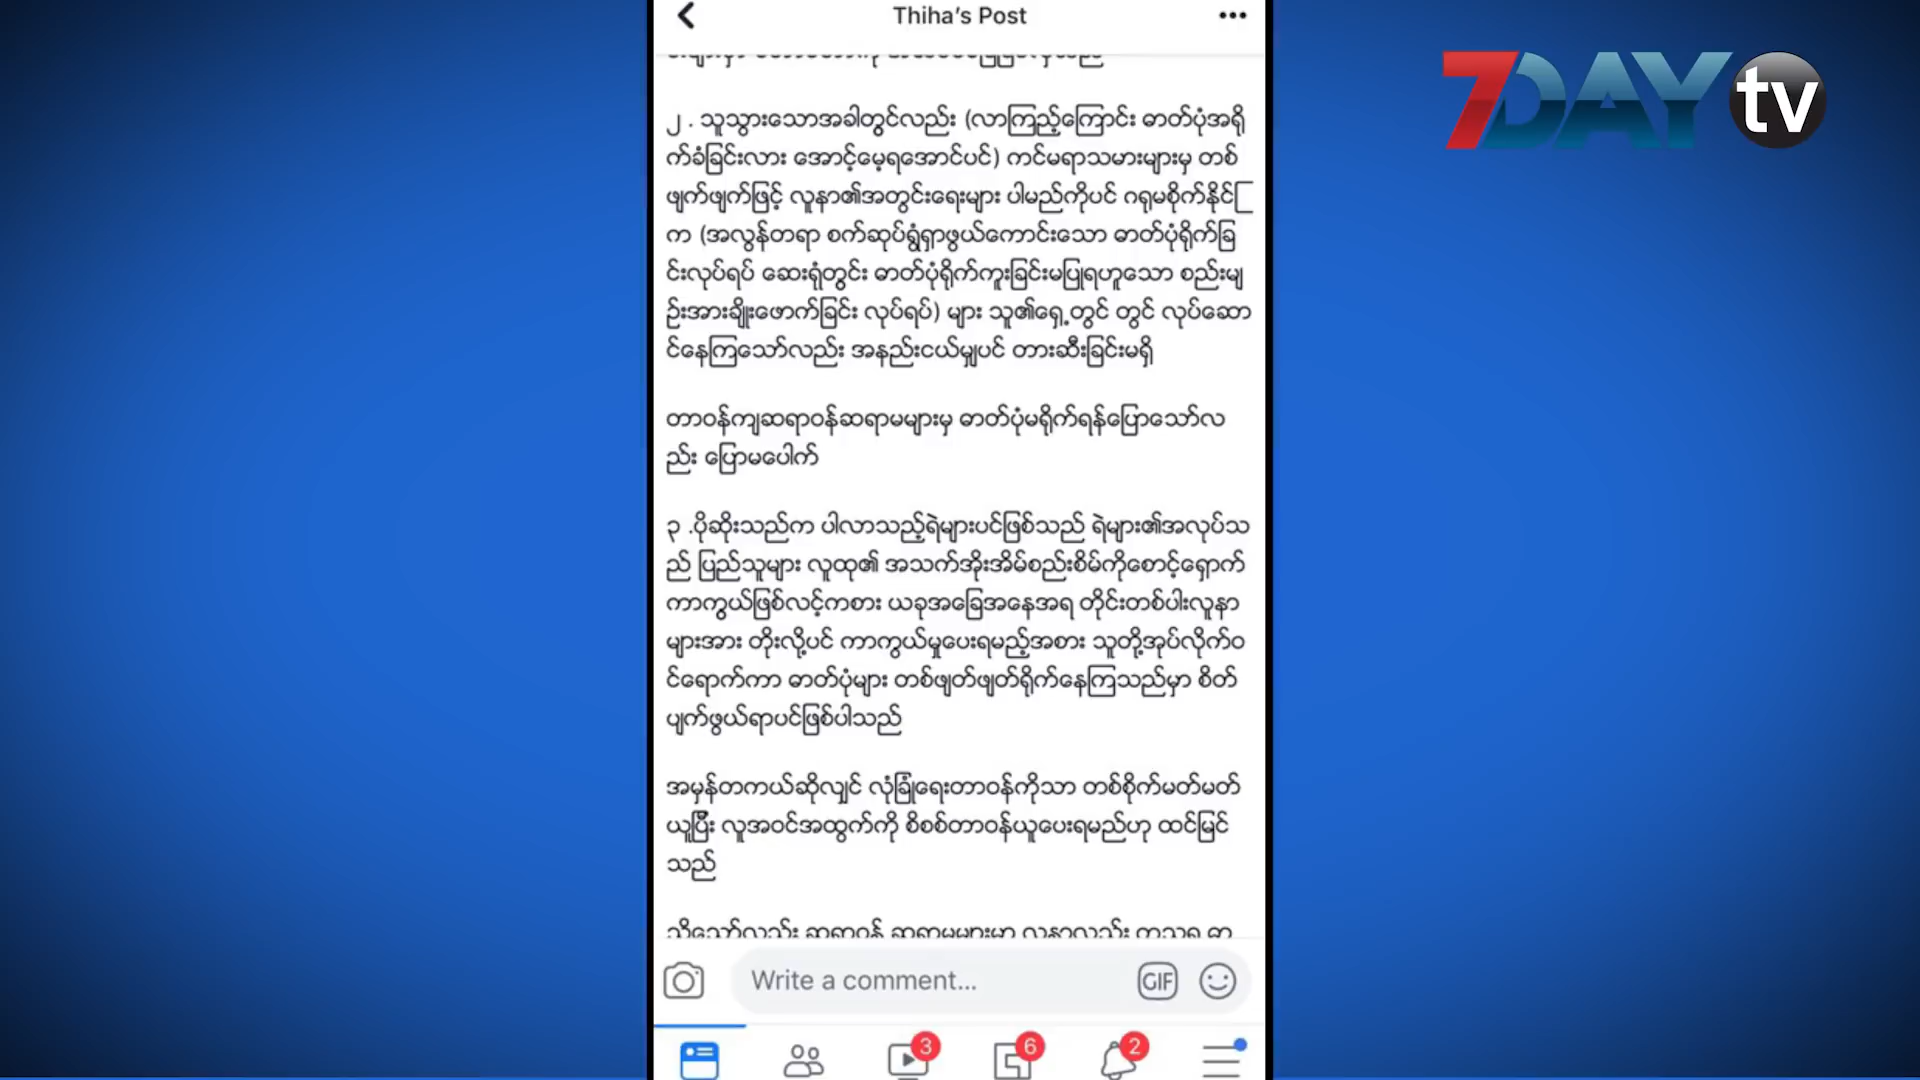 Thiha's Post
7DAY tv
၂ . သူသွားသောအခါတွင်လည်း (လာကြည့်ကြောင်း ဓာတ်ပုံအရို
က်ခံခြင်းလား အောင့်မေ့ရအောင်ပင်) ကင်မရာသမားများမှ တစ်
ဖျက်ဖျက်ဖြင့် လူနာ၏အတွင်းရေးများ ပါမည်ကိုပင် ဂရုမစိုက်နိုင်ြ
က (အလွန်တရာ စက်ဆုပ်ရွံရှာဖွယ်ကောင်းသော ဓာတ်ပုံရိုက်ခြ
င်းလုပ်ရပ် ဆေးရုံတွင်း ဓာတ်ပုံရိုက်ကူးခြင်းမပြုရဟူသော စည်းမျ
ဉ်းအားချိုးဖောက်ခြင်း လုပ်ရပ်) များ သူ၏ရှေ့တွင် တွင် လုပ်ဆော
င်နေကြသော်လည်း အနည်းငယ်မျှပင် တားဆီးခြင်းမရှိ
တာဝန်ကျဆရာဝန်ဆရာမများမှ ဓာတ်ပုံမရိုက်ရန်ပြောသော်လ
ည်း ပြောမပေါက်
၃ .ပိုဆိုးသည်က ပါလာသည့်ရဲများပင်ဖြစ်သည် ရဲများ၏အလုပ်သ
ည် ပြည်သူများ လူထု၏ အသက်အိုးအိမ်စည်းစိမ်ကိုစောင့်ရှောက်
ကာကွယ်ဖြစ်လင့်ကစား ယခုအခြေအနေအရ တိုင်းတစ်ပါးလူနာ
များအား တိုးလို့ပင် ကာကွယ်မှုပေးရမည့်အစား သူတို့အုပ်လိုက်ဝ
င်ရောက်ကာ ဓာတ်ပုံများ တစ်ဖျတ်ဖျတ်ရိုက်နေကြသည်မှာ စိတ်
ပျက်ဖွယ်ရာပင်ဖြစ်ပါသည်
အမှန်တကယ်ဆိုလျှင် လုံခြုံရေးတာဝန်ကိုသာ တစ်စိုက်မတ်မတ်
ယူပြီး လူအဝင်အထွက်ကို စိစစ်တာဝန်ယူပေးရမည်ဟု ထင်မြင်
သည်
သို့သော်လည်း ဆရာဝန် ဆရာမများမှာ
Write a comment...
GIF
3
6
2